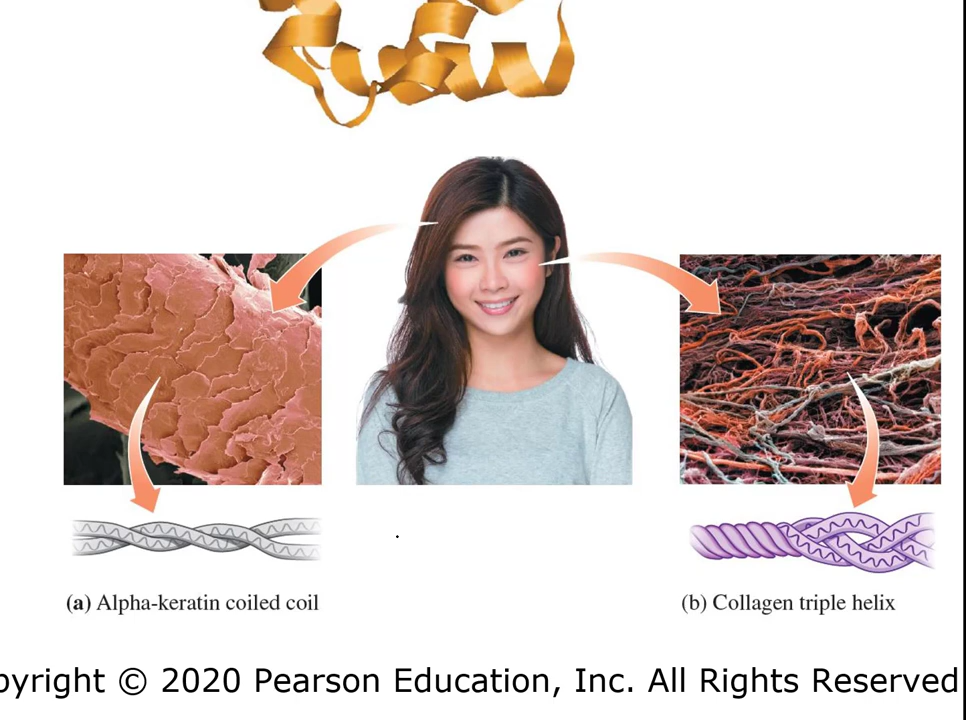 (a) Alpha-keratin coiled coil
(b) Collagen triple helix
pyright © 2020 Pearson Education, Inc. All Rights Reserved